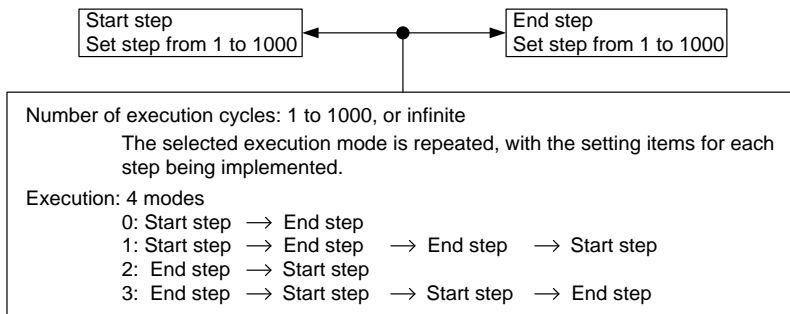 Start step
Set step from 1 to 1000
End step
Set step from 1 to 1000
Number of execution cycles: 1 to 1000, or infinite
The selected execution mode is repeated, with the setting items for each
step being implemented.
Execution: 4 modes
0: Start step → End step
1: Start step → End step → End step → Start step
2: End step → Start step
3: End step → Start step → Start step → End step